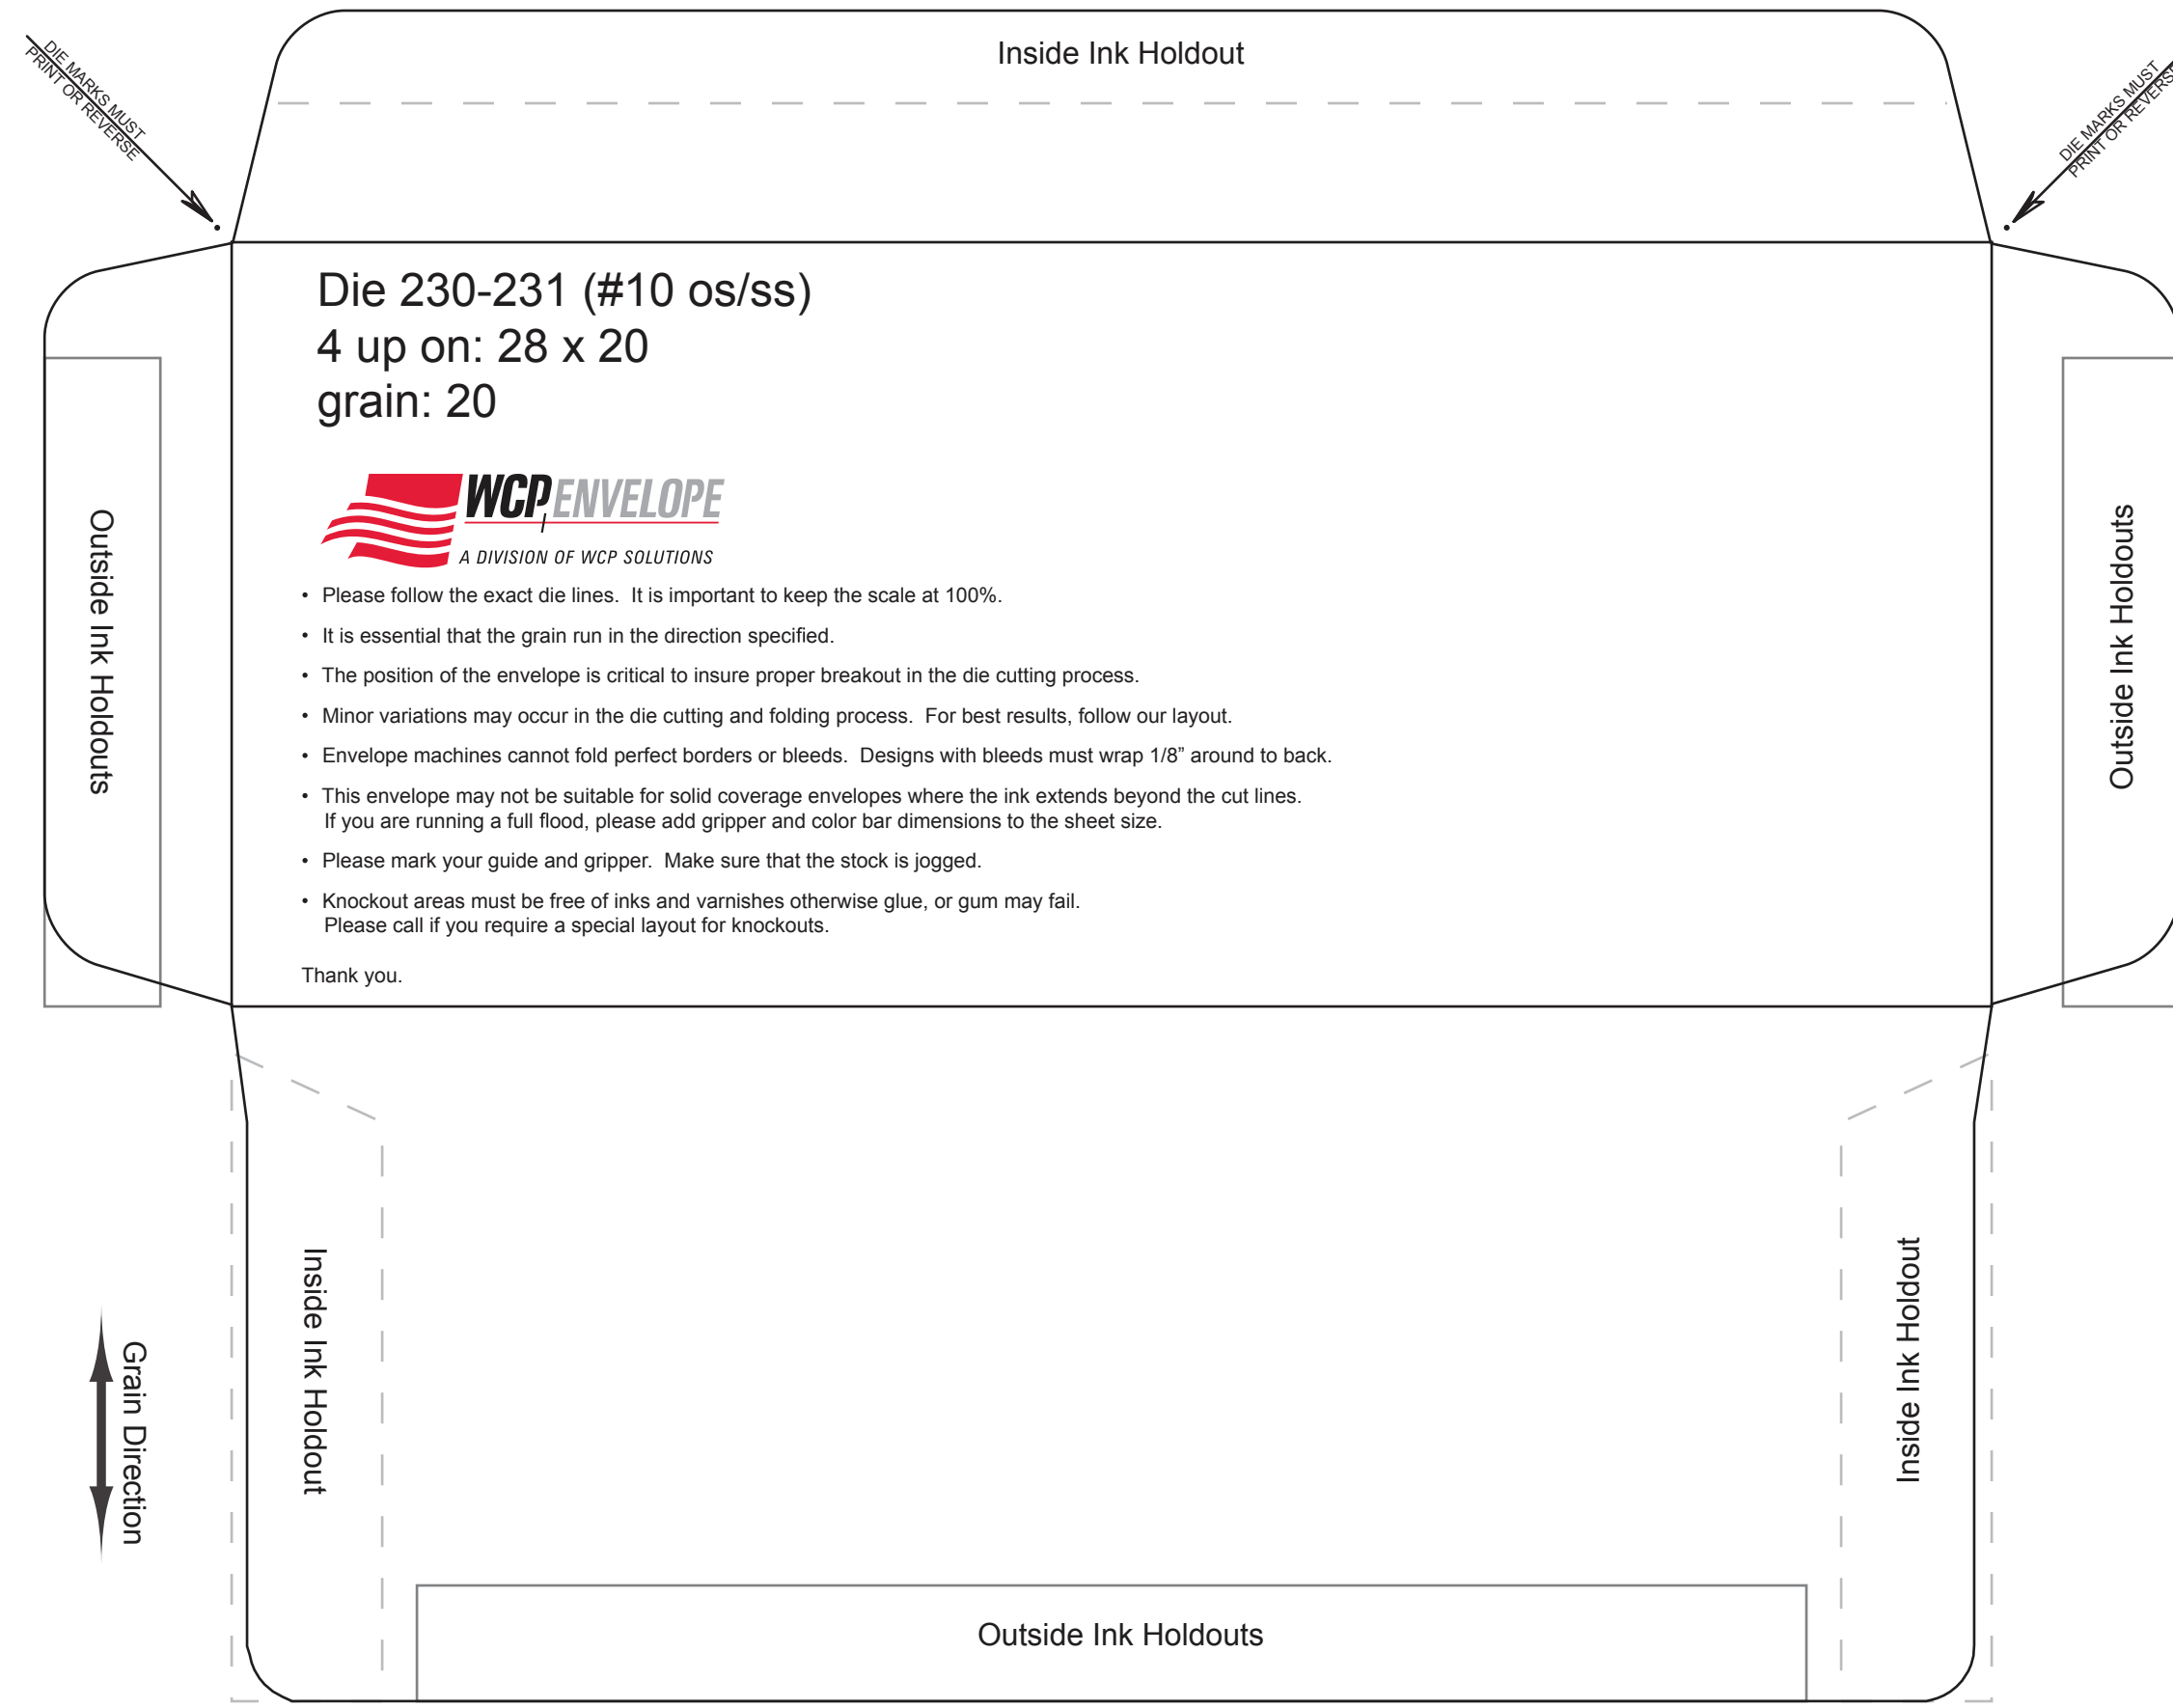 Inside Ink Holdout
DIE MARKS MUST
PRINT OR REVERSE
DIE MARKS MUST
PRINT OR REVERSE
Die 230-231 (#10 os/ss)
4 up on: 28 x 20
grain: 20
WCP ENVELOPE
A DIVISION OF WCP SOLUTIONS
• Please follow the exact die lines.  It is important to keep the scale at 100%.
• It is essential that the grain run in the direction specified.
• The position of the envelope is critical to insure proper breakout in the die cutting process.
• Minor variations may occur in the die cutting and folding process.  For best results, follow our layout.
• Envelope machines cannot fold perfect borders or bleeds.  Designs with bleeds must wrap 1/8” around to back.
• This envelope may not be suitable for solid coverage envelopes where the ink extends beyond the cut lines.
If you are running a full flood, please add gripper and color bar dimensions to the sheet size.
• Please mark your guide and gripper.  Make sure that the stock is jogged.
• Knockout areas must be free of inks and varnishes otherwise glue, or gum may fail.
Please call if you require a special layout for knockouts.
Thank you.
Outside Ink Holdouts
Outside Ink Holdouts
Inside Ink Holdout
Inside Ink Holdout
Grain Direction
Outside Ink Holdouts